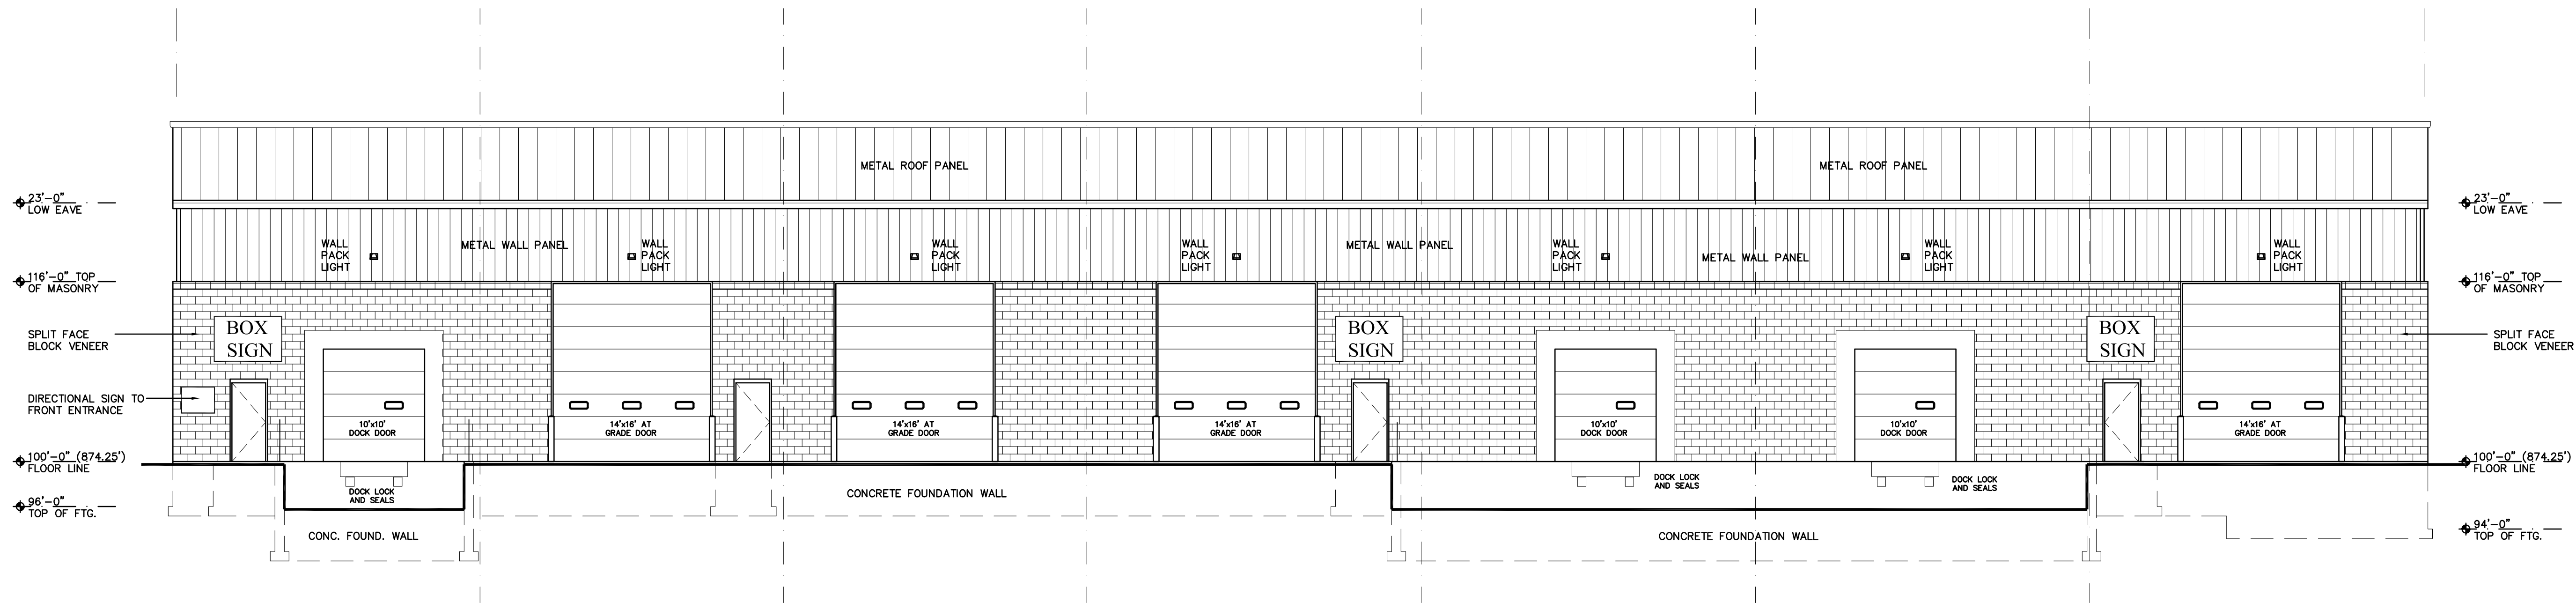 METAL ROOF PANEL
METAL ROOF PANEL
23'-0"
LOW EAVE
23'-0"
LOW EAVE
WALL
PACK
LIGHT
METAL WALL PANEL
WALL
PACK
LIGHT
WALL
PACK
LIGHT
WALL
PACK
LIGHT
METAL WALL PANEL
WALL
PACK
LIGHT
METAL WALL PANEL
WALL
PACK
LIGHT
WALL
PACK
LIGHT
116'-0" TOP
OF MASONRY
116'-0" TOP
OF MASONRY
SPLIT FACE
BLOCK VENEER
BOX
SIGN
BOX
SIGN
BOX
SIGN
SPLIT FACE
BLOCK VENEER
DIRECTIONAL SIGN TO
FRONT ENTRANCE
10'x10'
DOCK DOOR
14'x16' AT
GRADE DOOR
14'x16' AT
GRADE DOOR
14'x16' AT
GRADE DOOR
10'x10'
DOCK DOOR
10'x10'
DOCK DOOR
14'x16' AT
GRADE DOOR
100'-0" (874.25')
FLOOR LINE
100'-0" (874.25')
FLOOR LINE
DOCK LOCK
AND SEALS
DOCK LOCK
AND SEALS
DOCK LOCK
AND SEALS
CONCRETE FOUNDATION WALL
96'-0"
TOP OF FTG.
CONC. FOUND. WALL
CONCRETE FOUNDATION WALL
94'-0"
TOP OF FTG.